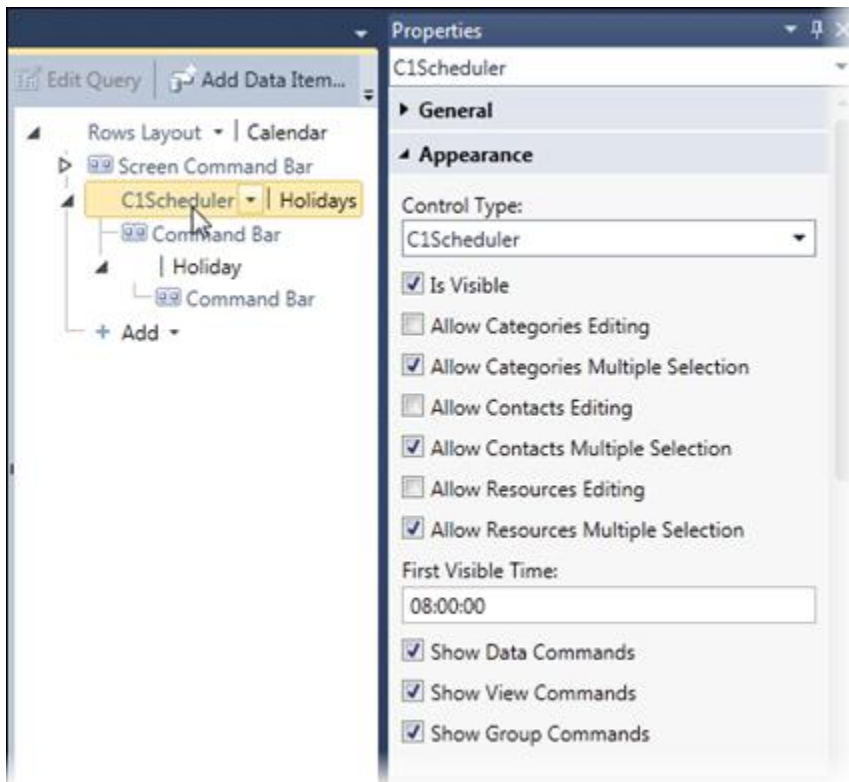 Edit Query Add Data Item...
Rows Layout | Calendar
Screen Command Bar
C1Scheduler | Holidays
Command Bar
| Holiday
Command Bar
+ Add
Properties
C1Scheduler
General
Appearance
Control Type:
C1Scheduler
Is Visible
Allow Categories Editing
Allow Categories Multiple Selection
Allow Contacts Editing
Allow Contacts Multiple Selection
Allow Resources Editing
Allow Resources Multiple Selection
First Visible Time:
08:00:00
Show Data Commands
Show View Commands
Show Group Commands